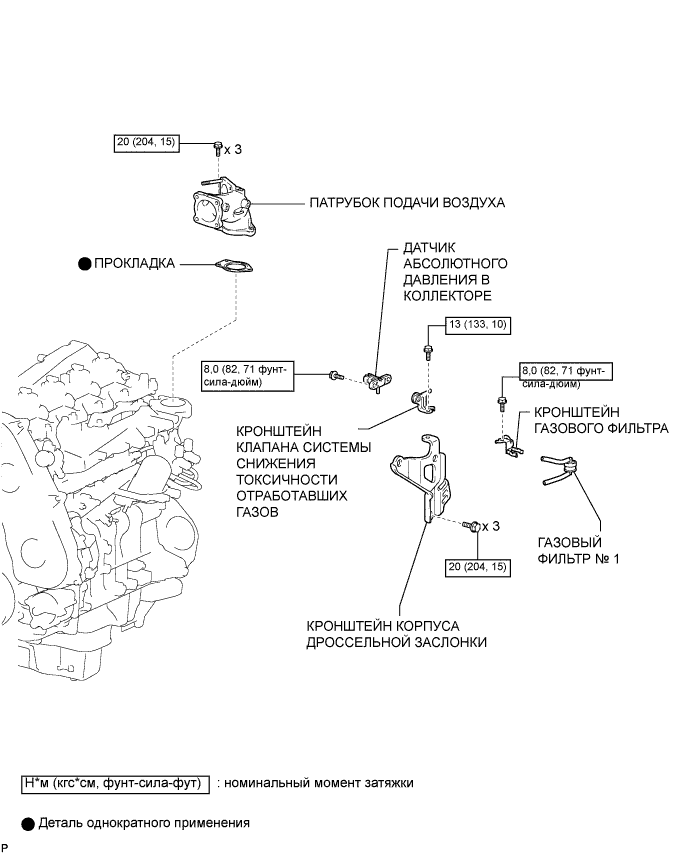 20 (204, 15)
x 3
ПАТРУБОК ПОДАЧИ ВОЗДУХА
ПРОКЛАДКА
ДАТЧИК
АБСОЛЮТНОГО
ДАВЛЕНИЯ В
КОЛЛЕКТОРЕ
13 (133, 10)
8,0 (82, 71 фунт-
сила-дюйм)
8,0 (82, 71 фунт-
сила-дюйм)
КРОНШТЕЙН
ГАЗОВОГО ФИЛЬТРА
КРОНШТЕЙН
КЛАПАНА СИСТЕМЫ
СНИЖЕНИЯ
ТОКСИЧНОСТИ
ОТРАБОТАВШИХ
ГАЗОВ
x 3
20 (204, 15)
ГАЗОВЫЙ
ФИЛЬТР № 1
КРОНШТЕЙН КОРПУСА
ДРОССЕЛЬНОЙ ЗАСЛОНКИ
Н*м (кгс*см, фунт-сила-фут) : номинальный момент затяжки
Деталь однократного применения
P